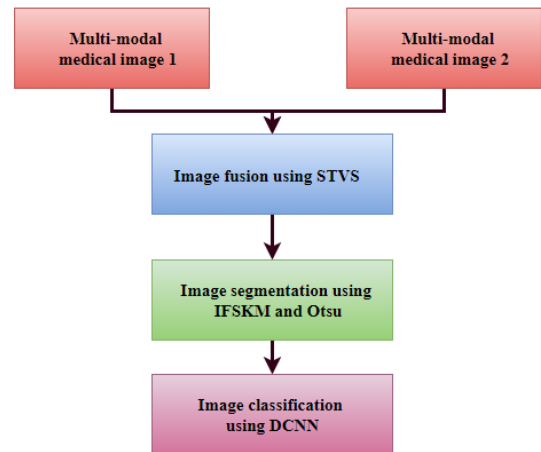 Multi-modal
medical image 1
Multi-modal
medical image 2
Image fusion using STVS
Image segmentation using
IFSKM and Otsu
Image classification
using DCNN